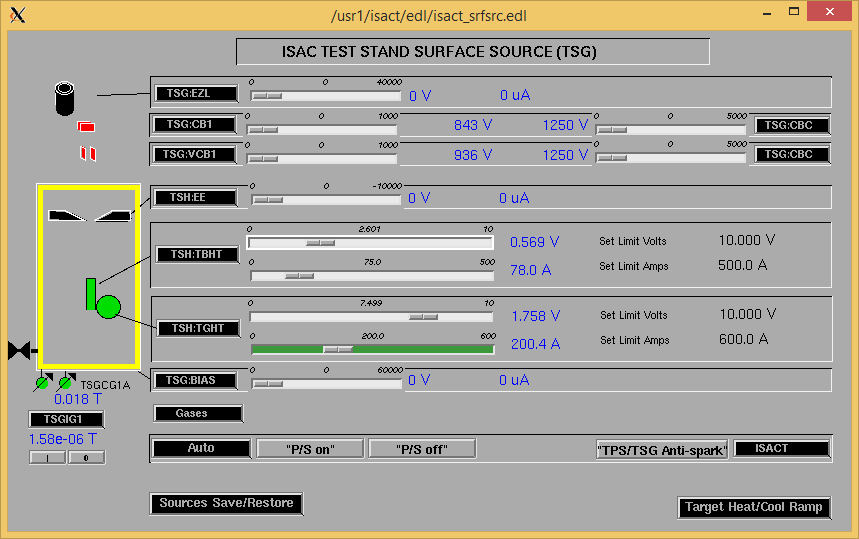 /usr1/isact/edl/isact_srfsrc.edl
ISAC TEST STAND SURFACE SOURCE (TSG)
0 0 40000
TSG:EZL 0 V 0 uA
0 1000 0 5000
TSG:CB1 843 V 1250 V TSG:CBC
0 1000 0 5000
TSG:VCB1 936 V 1250 V TSG:CBC
0 0 -10000
TSH:EE 0 V 0 uA
0 2.601 10
0.569 V Set Limit Volts 10.000 V
TSH:TBHT
0 75.0 500
78.0 A Set Limit Amps 500.0 A
0 7.499 10
1.758 V Set Limit Volts 10.000 V
TSH:TGHT
0 200.0 600
200.4 A Set Limit Amps 600.0 A
0 60000
TSG:BIAS 0 V 0 uA
TSGCG1A
0.018 T
Gases
TSGIG1
1.58e-06 T
I 0
Auto "P/S on" "P/S off" "TPS/TSG Anti-spark" ISACT
Sources Save/Restore Target Heat/Cool Ramp